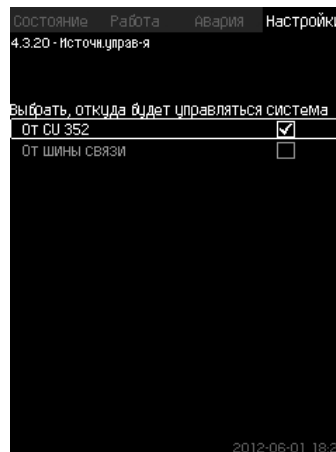 Состояние Работа Авария Настройки
4.3.20 - Источн.управ-я
Выбрать, откуда будет управляться система
От CU 352
От шины связи
2012-06-01 18:2